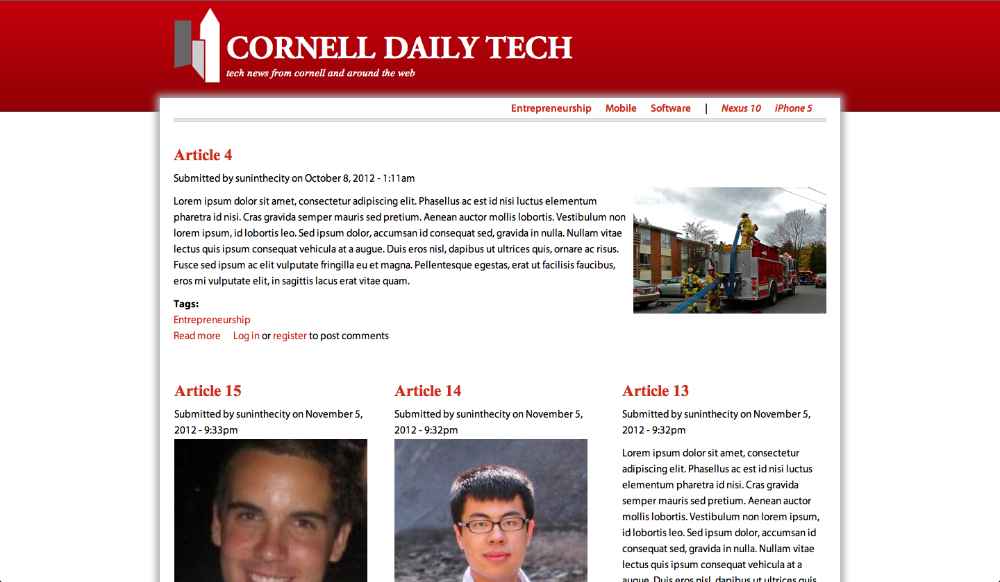 CORNELL DAILY TECH
tech news from cornell and around the web
Entrepreneurship Mobile Software | Nexus 10 iPhone 5
Article 4
Submitted by suninthecity on October 8, 2012 - 1:11am
Lorem ipsum dolor sit amet, consectetur adipiscing elit. Phasellus ac est id nisi luctus elementum
pharetra id nisi. Cras gravida semper mauris sed pretium. Aenean auctor mollis lobortis. Vestibulum non
lorem ipsum, id lobortis leo. Sed ipsum dolor, accumsan id consequat sed, gravida in nulla. Nullam vitae
lectus quis ipsum consequat vehicula at a augue. Duis eros nisl, dapibus ut ultrices quis, ornare ac risus.
Fusce sed ipsum ac elit vulputate fringilla eu et magna. Pellentesque egestas, erat ut facilisis faucibus,
eros mi vulputate elit, in sagittis lacus erat vitae quam.
Tags:
Entrepreneurship
Read more Log in or register to post comments
Article 15
Submitted by suninthecity on November 5,
2012 - 9:33pm
Article 14
Submitted by suninthecity on November 5,
2012 - 9:32pm
Article 13
Submitted by suninthecity on November 5,
2012 - 9:32pm
Lorem ipsum dolor sit amet, consectetur
adipiscing elit. Phasellus ac est id nisi luctus
elementum pharetra id nisi. Cras gravida
semper mauris sed pretium. Aenean auctor
mollis lobortis. Vestibulum non lorem ipsum,
id lobortis leo. Sed ipsum dolor, accumsan id
consequat sed, gravida in nulla. Nullam vitae
lectus quis ipsum consequat vehicula at a
augue. Duis eros nisl, dapibus ut ultrices quis